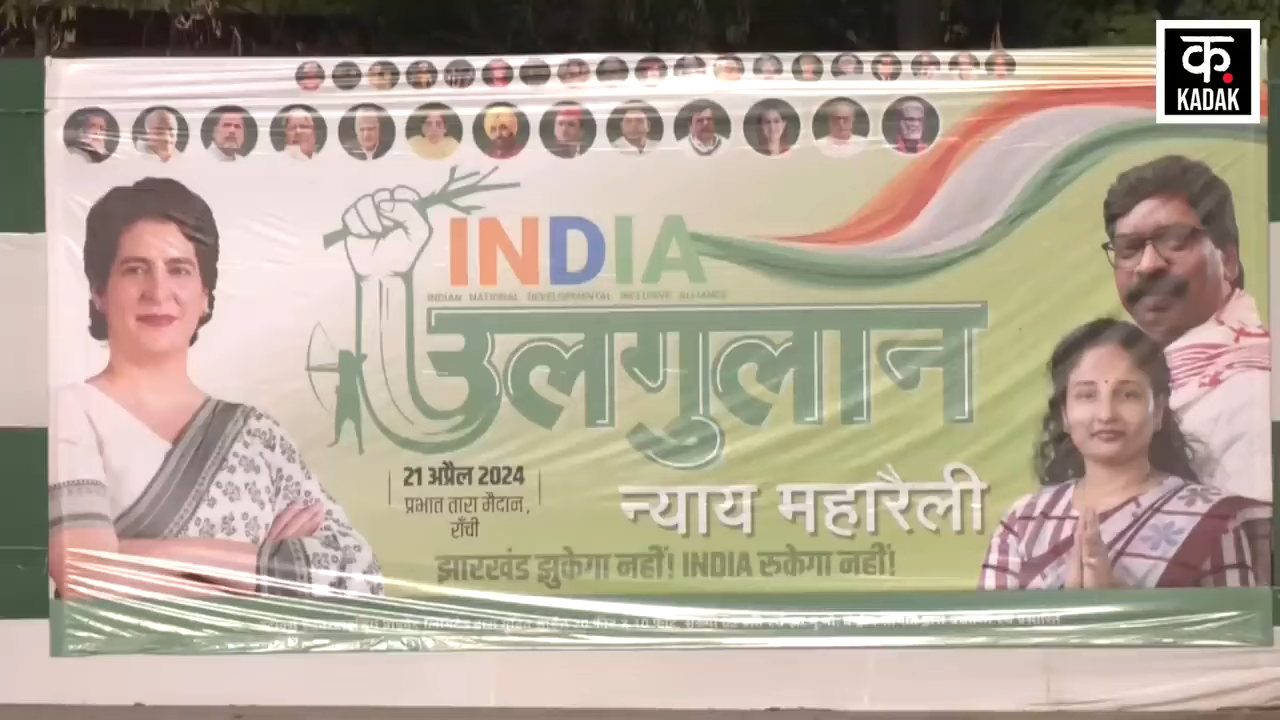 क.
KADAK
INDIA
INDIAN NATIONAL DEVELOPMENTAL INCLUSIVE ALLIANCE
उलगुलान
21 अप्रैल 2024
प्रभात तारा मैदान,
राँची
न्याय महारैली
झारखंड झुकेगा नहीं! INDIA रुकेगा नहीं!